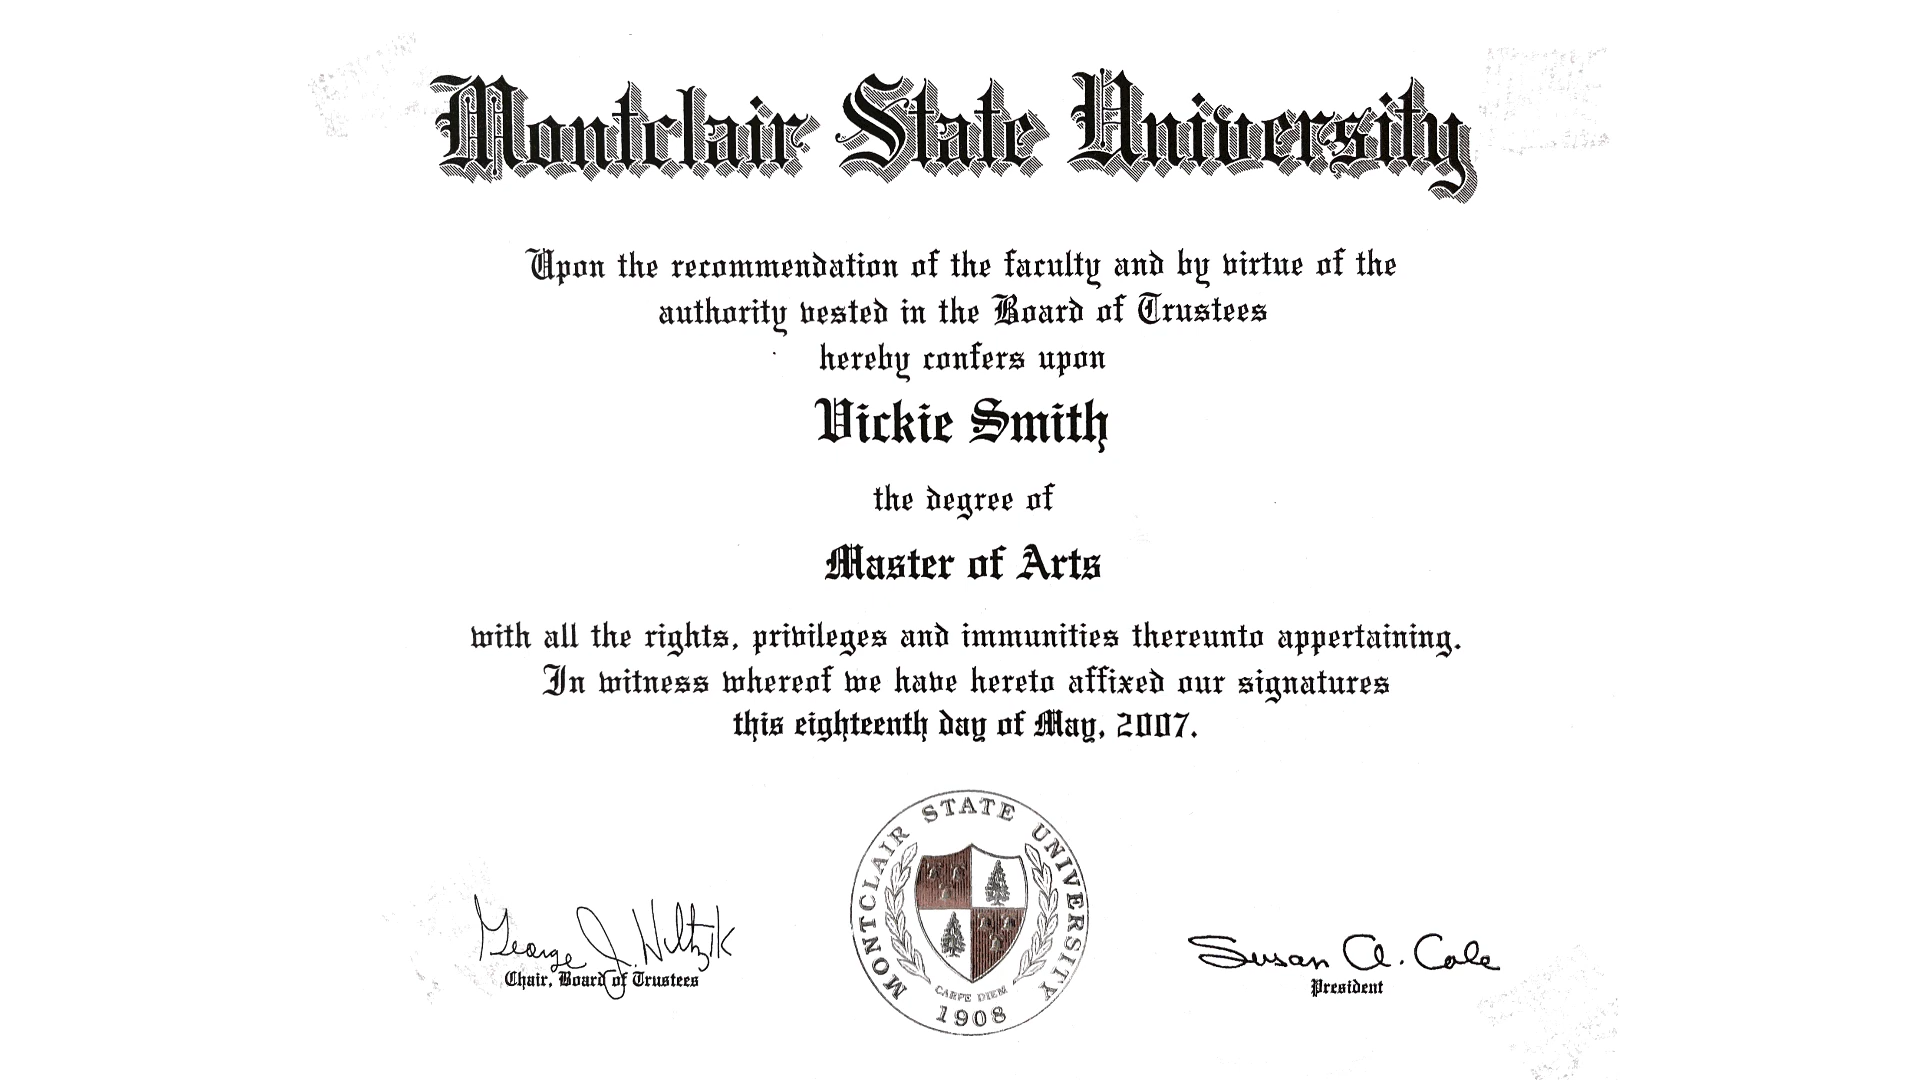 Montclair State University
Upon the recommendation of the faculty and by virtue of the
authority vested in the Board of Trustees
hereby confers upon
Vickie Smith
the degree of
Master of Arts
with all the rights, privileges and immunities thereunto appertaining.
In witness whereof we have hereto affixed our signatures
this eighteenth day of May, 2007.
MONTCLAIR STATE UNIVERSITY
CARPE DIEM
1908
George J. Hiltzik
Chair, Board of Trustees
Susan A. Cole
President